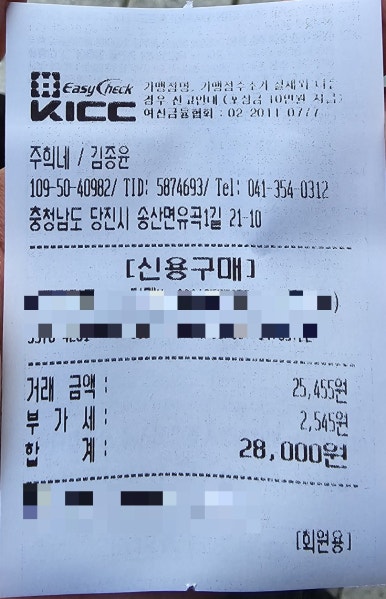 Easy Check
KICC
가맹점명, 가맹점주소가 실제와 다른
경우 신고안내 (포상금 10만원 지급)
여신금융협회 : 02-2011-0777
주희네 / 김종윤
109-50-40982/ TID: 5874693/ Tel: 041-354-0312
충청남도 당진시 송산면유곡1길 21-10
[신용구매]
)
거래 금액 : 25,455원
부 가 세 : 2,545원
합 계 : 28,000원
[회원용]